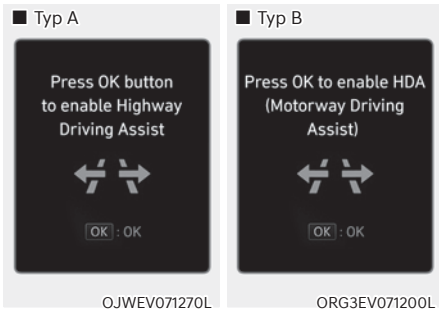 ■ Typ A
Press OK button
to enable Highway
Driving Assist
OK : OK
OJWEV071270L
■ Typ B
Press OK to enable HDA
(Motorway Driving
Assist)
OK : OK
ORG3EV071200L